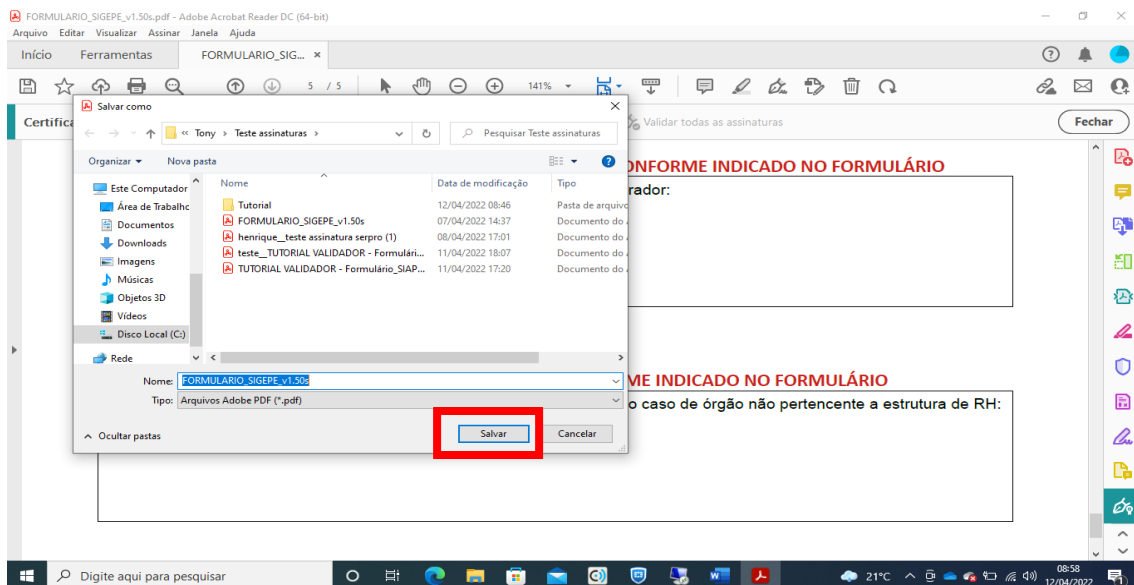 FORMULARIO_SIGEPE_v1.50s.pdf - Adobe Acrobat Reader DC (64-bit)
Arquivo Editar Visualizar Assinar Janela Ajuda
Início Ferramentas FORMULARIO_SIG... ×
5 / 5 141%
Certifica Validar todas as assinaturas Fechar
Salvar como
« Tony > Teste assinaturas > Pesquisar Teste assinaturas
Organizar Nova pasta
Este Computador
Área de Trabalho
Documentos
Downloads
Imagens
Músicas
Objetos 3D
Vídeos
Disco Local (C:)
Rede
Nome Data de modificação Tipo
Tutorial 12/04/2022 08:46 Pasta de arquivo
FORMULARIO_SIGEPE_v1.50s 07/04/2022 14:37 Documento do
henrique__teste assinatura serpro (1) 08/04/2022 17:01 Documento do
teste__TUTORIAL VALIDADOR - Formulári... 11/04/2022 18:07 Documento do
TUTORIAL VALIDADOR - Formulário_SIAP... 11/04/2022 17:20 Documento do
Nome: FORMULARIO_SIGEPE_v1.50s
Tipo: Arquivos Adobe PDF (*.pdf)
Ocultar pastas Salvar Cancelar
ONFORME INDICADO NO FORMULÁRIO
rador:
ME INDICADO NO FORMULÁRIO
o caso de órgão não pertencente a estrutura de RH:
Digite aqui para pesquisar 21°C 08:58
12/04/2022